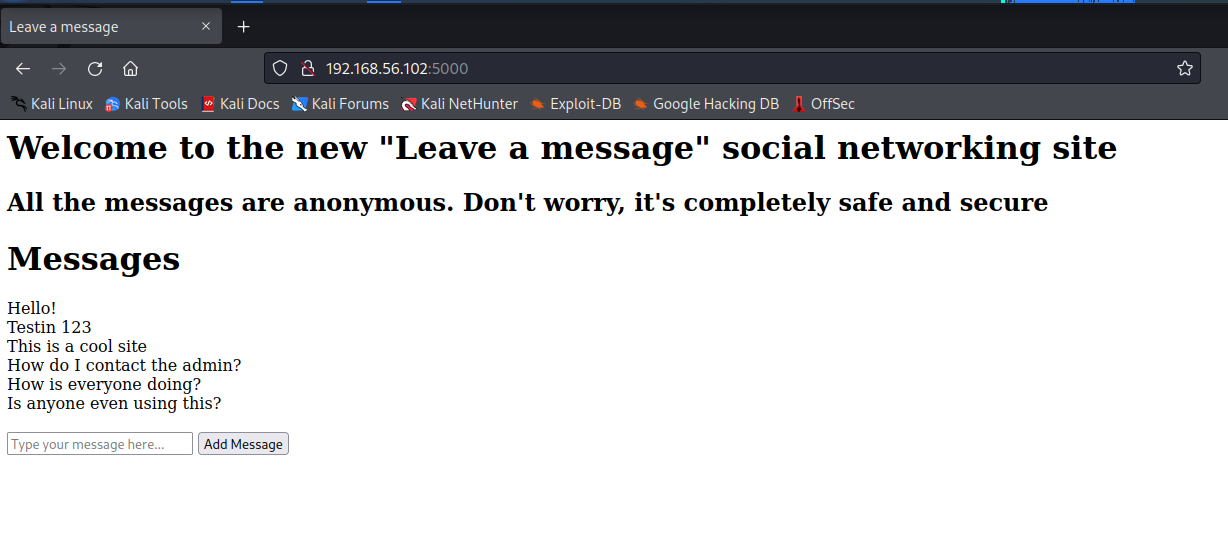 Leave a message
192.168.56.102:5000
Kali Linux Kali Tools Kali Docs Kali Forums Kali NetHunter Exploit-DB Google Hacking DB OffSec
Welcome to the new "Leave a message" social networking site
All the messages are anonymous. Don't worry, it's completely safe and secure
Messages
Hello!
Testin 123
This is a cool site
How do I contact the admin?
How is everyone doing?
Is anyone even using this?
Type your message here... Add Message